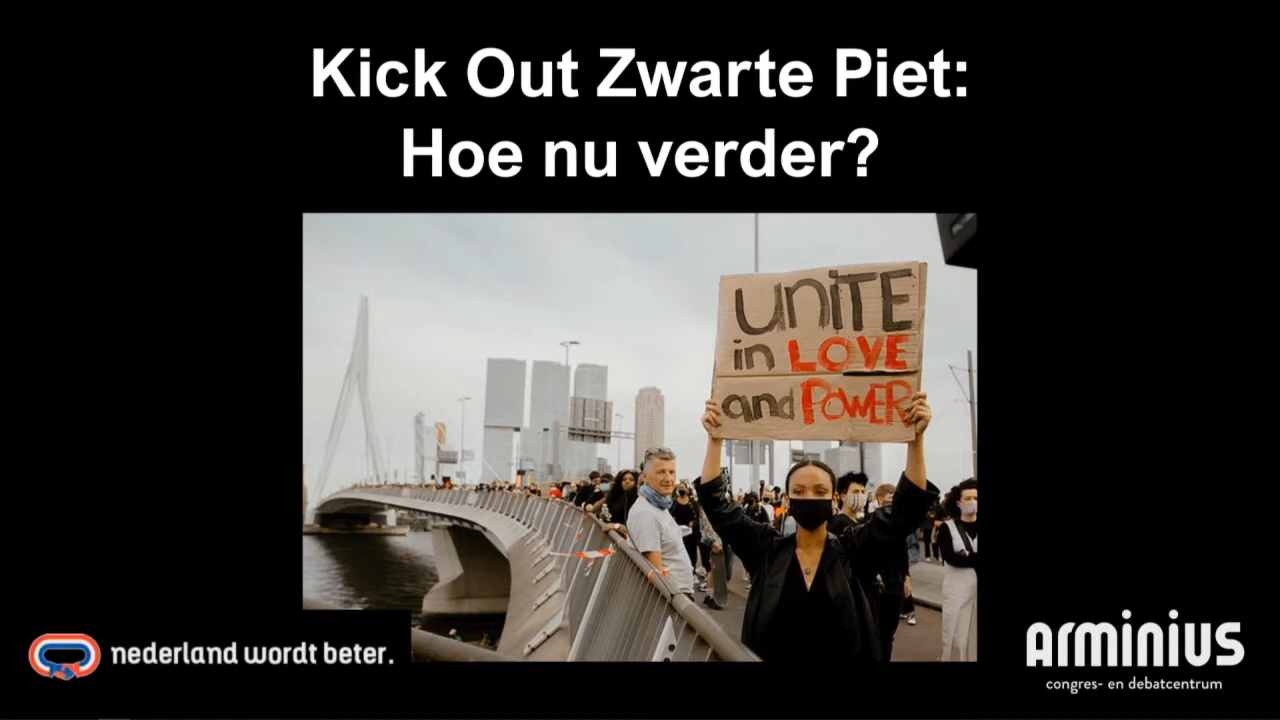 Kick Out Zwarte Piet:
Hoe nu verder?
UNITE
in LOVE
and POWER
nederland wordt beter.
ARMINIUS
congres- en debatcentrum